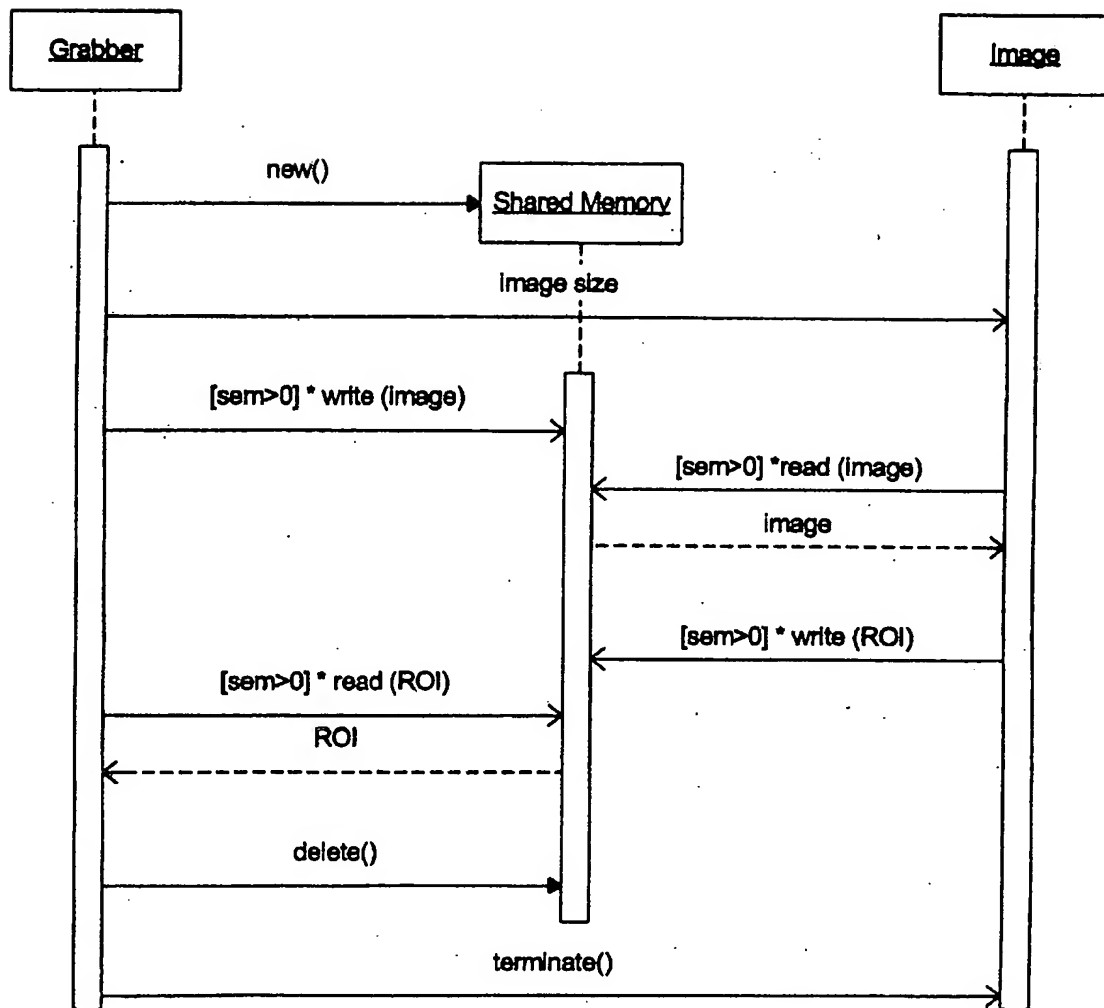 Grabber
Image
new()
Shared Memory
image size
[sem>0] * write (image)
[sem>0] *read (image)
image
[sem>0] * write (ROI)
[sem>0] * read (ROI)
ROI
delete()
terminate()